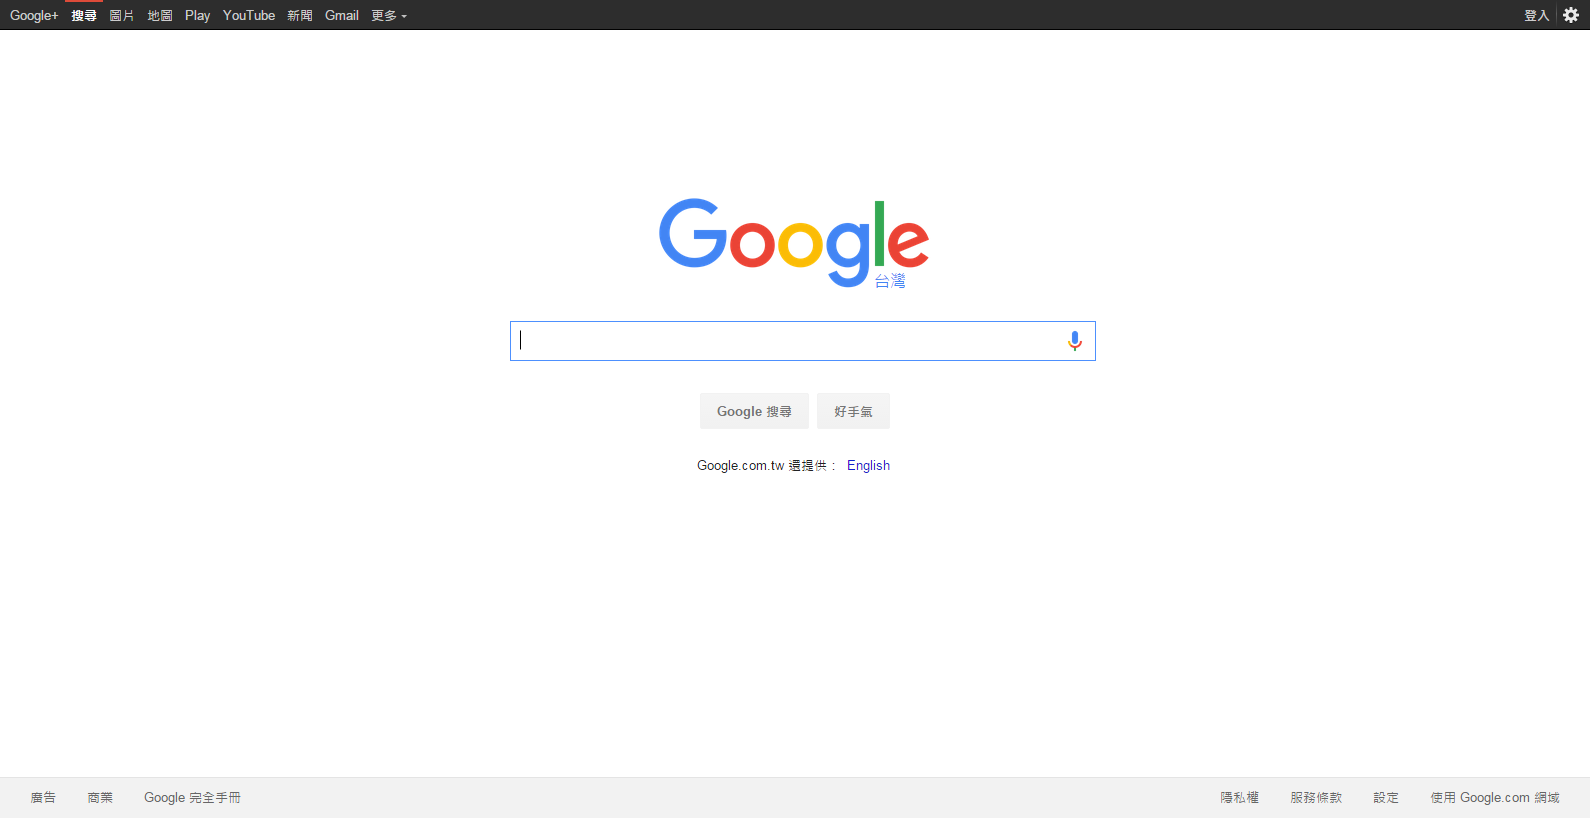 Google+ 搜尋 圖片 地圖 Play YouTube 新聞 Gmail 更多 登入
Google
台灣
Google 搜尋 好手氣
Google.com.tw 還提供： English
廣告 商業 Google 完全手冊 隱私權 服務條款 設定 使用 Google.com 網域